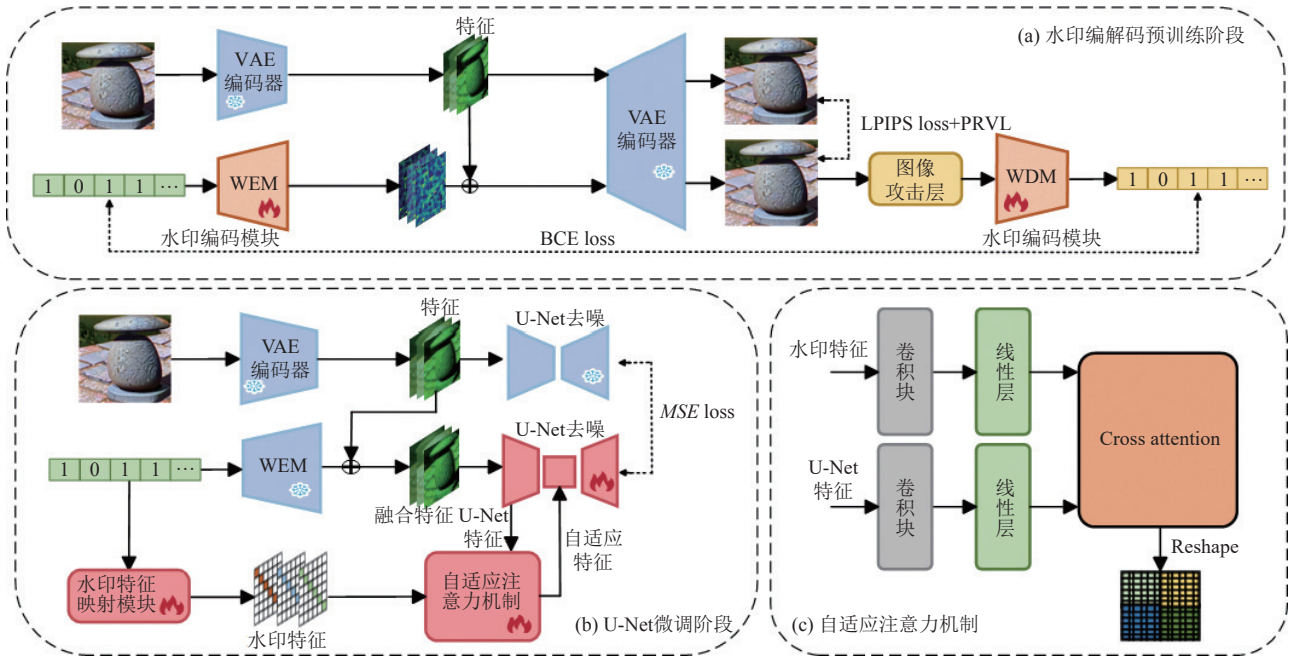 (a) 水印编解码预训练阶段
VAE
编码器
特征
VAE
编码器
LPIPS loss+PRVL
1 0 1 1 ···
WEM
水印编码模块
图像
攻击层
WDM
水印编码模块
1 0 1 1 ···
BCE loss
VAE
编码器
特征
U-Net去噪
MSE loss
1 0 1 1 ···
WEM
融合特征
U-Net去噪
U-Net
特征
自适应
特征
水印特征
映射模块
水印特征
自适应注
意力机制
(b) U-Net微调阶段
水印特征
卷积块
线性层
U-Net
特征
卷积块
线性层
Cross attention
Reshape
(c) 自适应注意力机制